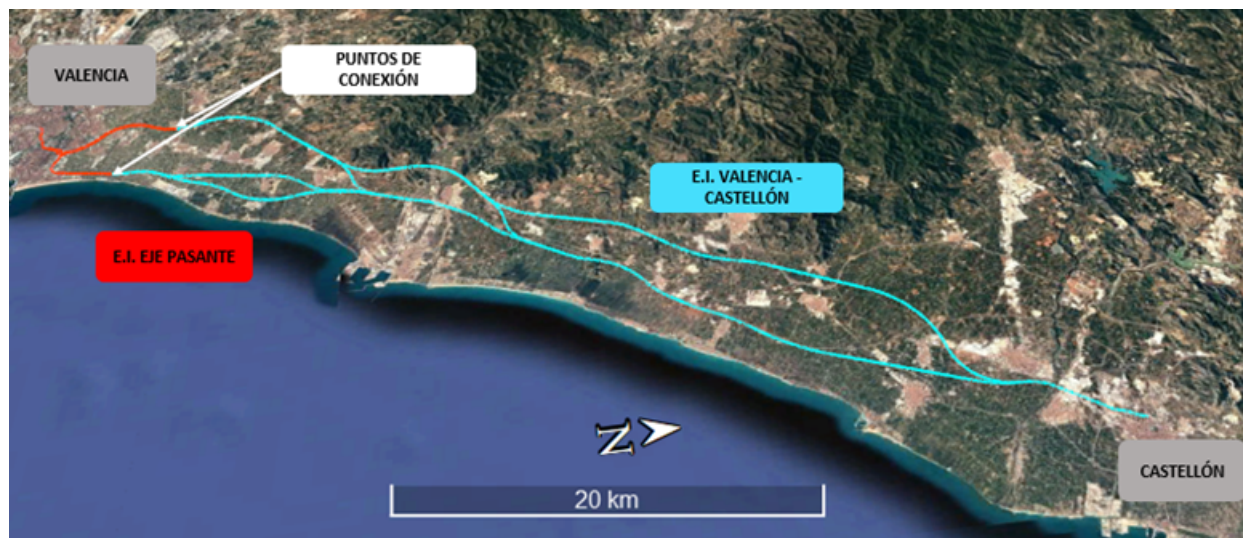 VALENCIA
PUNTOS DE
CONEXIÓN
E.I. VALENCIA -
CASTELLÓN
E.I. EJE PASANTE
N
20 km
CASTELLÓN